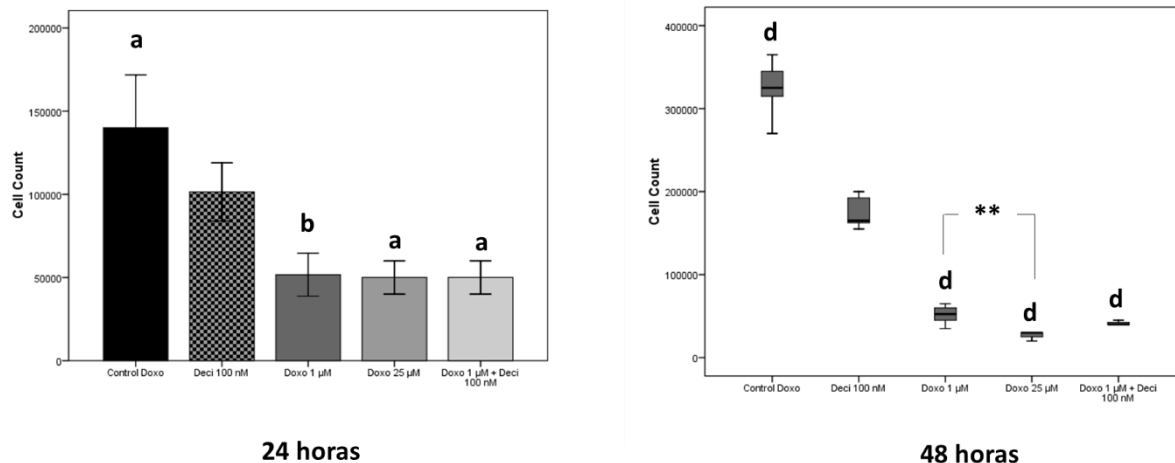 200000
150000
100000
50000
0
Cell Count
a
b
a
a
Control Doxo
Deci 100 nM
Doxo 1 µM
Doxo 25 µM
Doxo 1 µM + Deci
100 nM
24 horas
400000
300000
200000
100000
0
Cell Count
d
**
d
d
d
Control Doxo
Deci 100 nM
Doxo 1 µM
Doxo 25 µM
Doxo 1 µM + Deci
100 nM
48 horas